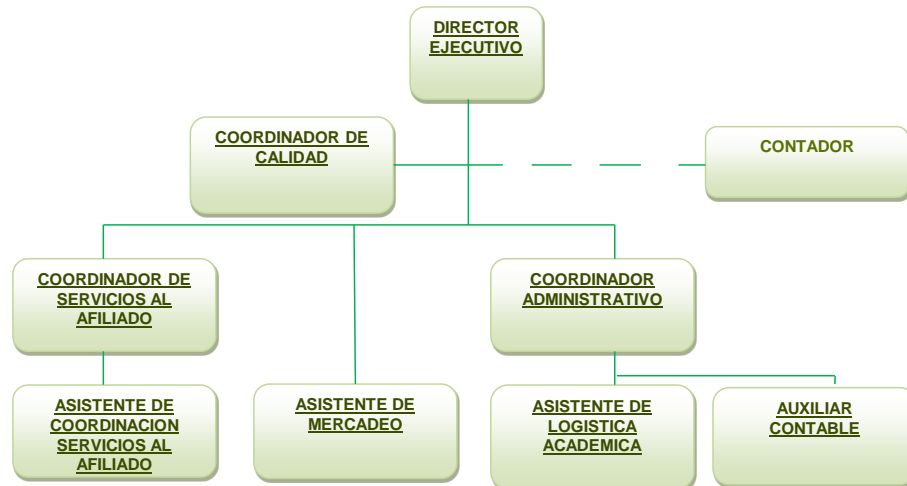 DIRECTOR
EJECUTIVO
COORDINADOR DE
CALIDAD
CONTADOR
COORDINADOR DE
SERVICIOS AL
AFILIADO
COORDINADOR
ADMINISTRATIVO
ASISTENTE DE
COORDINACION
SERVICIOS AL
AFILIADO
ASISTENTE DE
MERCADEO
ASISTENTE DE
LOGISTICA
ACADEMICA
AUXILIAR
CONTABLE